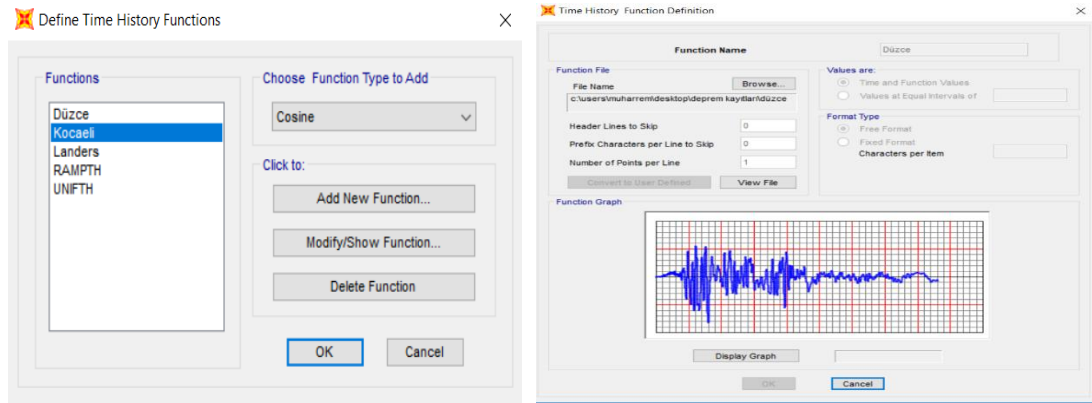 Define Time History Functions
Functions
Düzce
Kocaeli
Landers
RAMPTH
UNIFTH
Choose Function Type to Add
Cosine
Click to:
Add New Function...
Modify/Show Function...
Delete Function
OK
Cancel
Time History Function Definition
Function Name
Düzce
Function File
File Name
Browse...
c:\users\muharrem\desktop\deprem kayıtları\düzce
Header Lines to Skip
0
Prefix Characters per Line to Skip
0
Number of Points per Line
1
Convert to User Defined
View File
Values are:
Time and Function Values
Values at Equal Intervals of
Format Type
Free Format
Fixed Format
Characters per Item
Function Graph
Display Graph
OK
Cancel